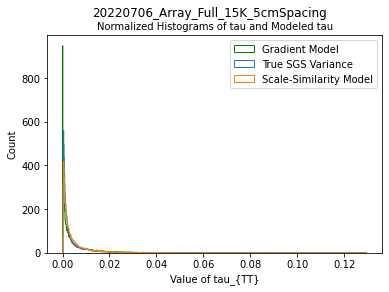 20220706_Array_Full_15K_5cmSpacing
Normalized Histograms of tau and Modeled tau
Gradient Model
True SGS Variance
Scale-Similarity Model
800
600
400
200
0
Count
0.00 0.02 0.04 0.06 0.08 0.10 0.12
Value of tau_{TT}